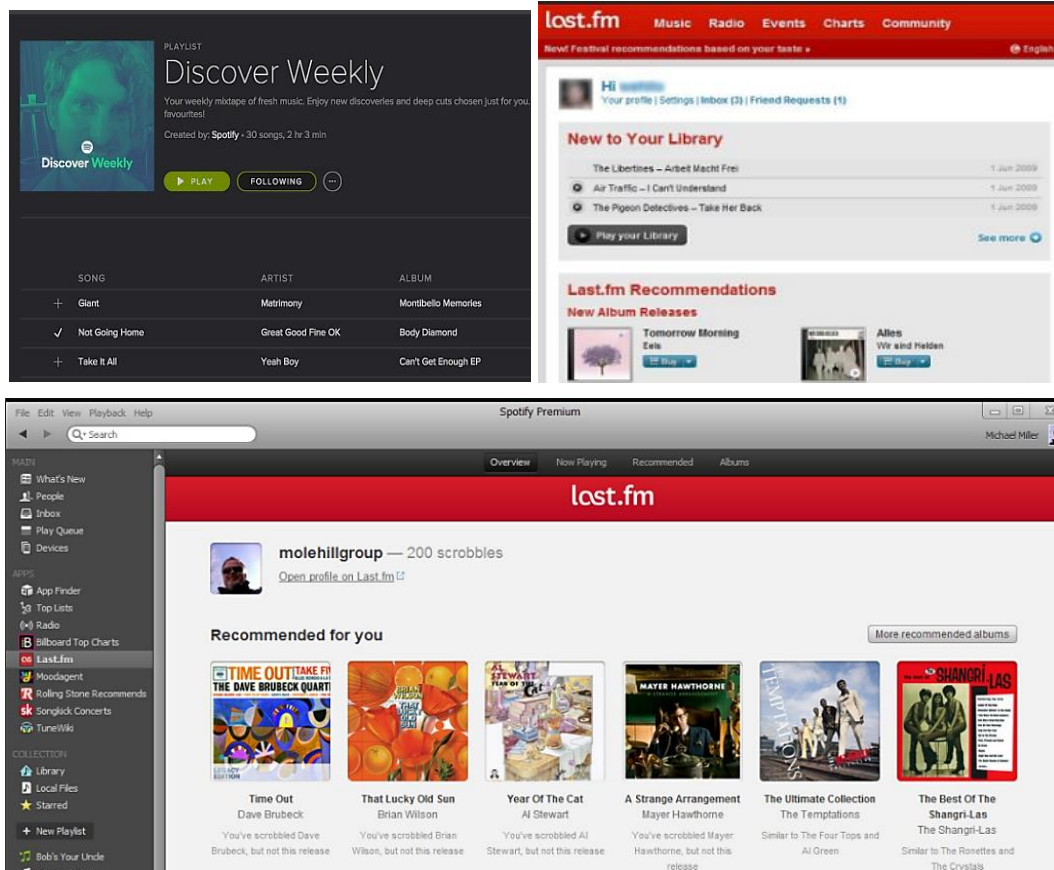 PLAYLIST
Discover Weekly
Your weekly mixtape of fresh music. Enjoy new discoveries and deep cuts chosen just for you.
favourites!
Created by: Spotify • 30 songs, 2 hr 3 min
Discover Weekly
PLAY FOLLOWING
SONG ARTIST ALBUM
Giant Matrimony Montibello Memories
Not Going Home Great Good Fine OK Body Diamond
Take It All Yeah Boy Can't Get Enough EP
last.fm Music Radio Events Charts Community
New! Festival recommendations based on your taste » English
Hi
Your profile | Settings | Inbox (3) | Friend Requests (1)
New to Your Library
The Libertines – Arbeit Macht Frei 1 Jun 2009
Air Traffic – I Can't Understand 1 Jun 2009
The Pigeon Detectives – Take Her Back 1 Jun 2009
Play your Library See more
Last.fm Recommendations
New Album Releases
Tomorrow Morning Alles
Eels Wir sind Helden
Buy Buy
File Edit View Playback Help Spotify Premium
Search Michael Miller
MAIN
What's New
People
Inbox
Play Queue
Devices
APPS
App Finder
Top Lists
Radio
Billboard Top Charts
Last.fm
Moodagent
Rolling Stone Recommends
Songkick Concerts
TuneWiki
COLLECTION
Library
Local Files
Starred
New Playlist
Bob's Your Uncle
Overview Now Playing Recommended Albums
last.fm
molehillgroup — 200 scrobbles
Open profile on Last.fm
Recommended for you More recommended albums
TIME OUT TAKE FIVE
THE DAVE BRUBECK QUART
LEGACY
EDITION
BRIAN
WILSON
THAT
LUCKY
OLD
SUN
AL
STEWART
YEAR OF THE
Cat
MAYER HAWTHORNE
TEMPTATIONS
SHANGRI-LAS
Time Out That Lucky Old Sun Year Of The Cat A Strange Arrangement The Ultimate Collection The Best Of The
Shangri-Las
Dave Brubeck Brian Wilson Al Stewart Mayer Hawthorne The Temptations The Shangri-Las
You've scrobbled Dave
Brubeck, but not this release
You've scrobbled Brian
Wilson, but not this release
You've scrobbled Al
Stewart, but not this release
You've scrobbled Mayer
Hawthorne, but not this
release
Similar to The Four Tops and
Al Green
Similar to The Ronettes and
The Crystals